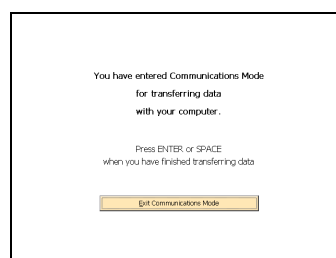 You have entered Communications Mode
for transferring data
with your computer.
Press ENTER or SPACE
when you have finished transferring data
Exit Communications Mode